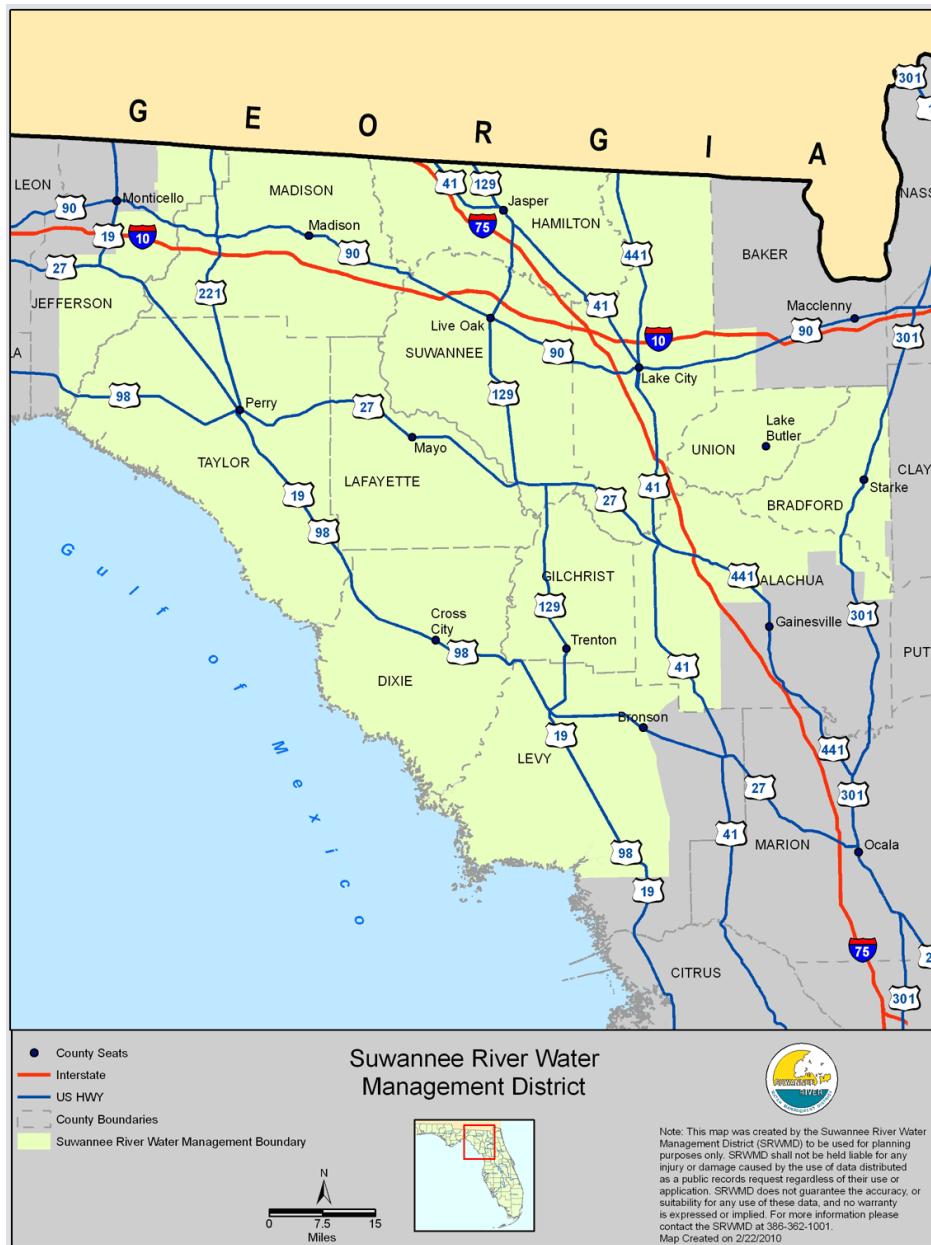 G E O R G I A
301
1
LEON
Monticello
90
19
10
27
JEFFERSON
LA
MADISON
Madison
90
221
41
129
Jasper
75
HAMILTON
441
NASS
BAKER
Macclenny
90
301
41
Live Oak
SUWANNEE
90
129
10
Lake City
98
Perry
27
Mayo
TAYLOR
LAFAYETTE
19
98
UNION
Lake
Butler
41
27
BRADFORD
CLAY
Starke
Gulf of Mexico
GILCHRIST
129
441
ALACHUA
Gainesville
301
Cross
City
98
Trenton
PUTT
DIXIE
41
Bronson
19
LEVY
441
27
301
98
41
MARION
Ocala
19
75
2
CITRUS
301
County Seats
Interstate
US HWY
County Boundaries
Suwannee River Water Management Boundary
Suwannee River Water
Management District
SUWANNEE
RIVER
WATER MANAGEMENT DISTRICT
N
0 7.5 15
Miles
Note: This map was created by the Suwannee River Water
Management District (SRWMD) to be used for planning
purposes only. SRWMD shall not be held liable for any
injury or damage caused by the use of data distributed
as a public records request regardless of their use or
application. SRWMD does not guarantee the accuracy, or
suitability for any use of these data, and no warranty
is expressed or implied. For more information please
contact the SRWMD at 386-362-1001.
Map Created on 2/22/2010